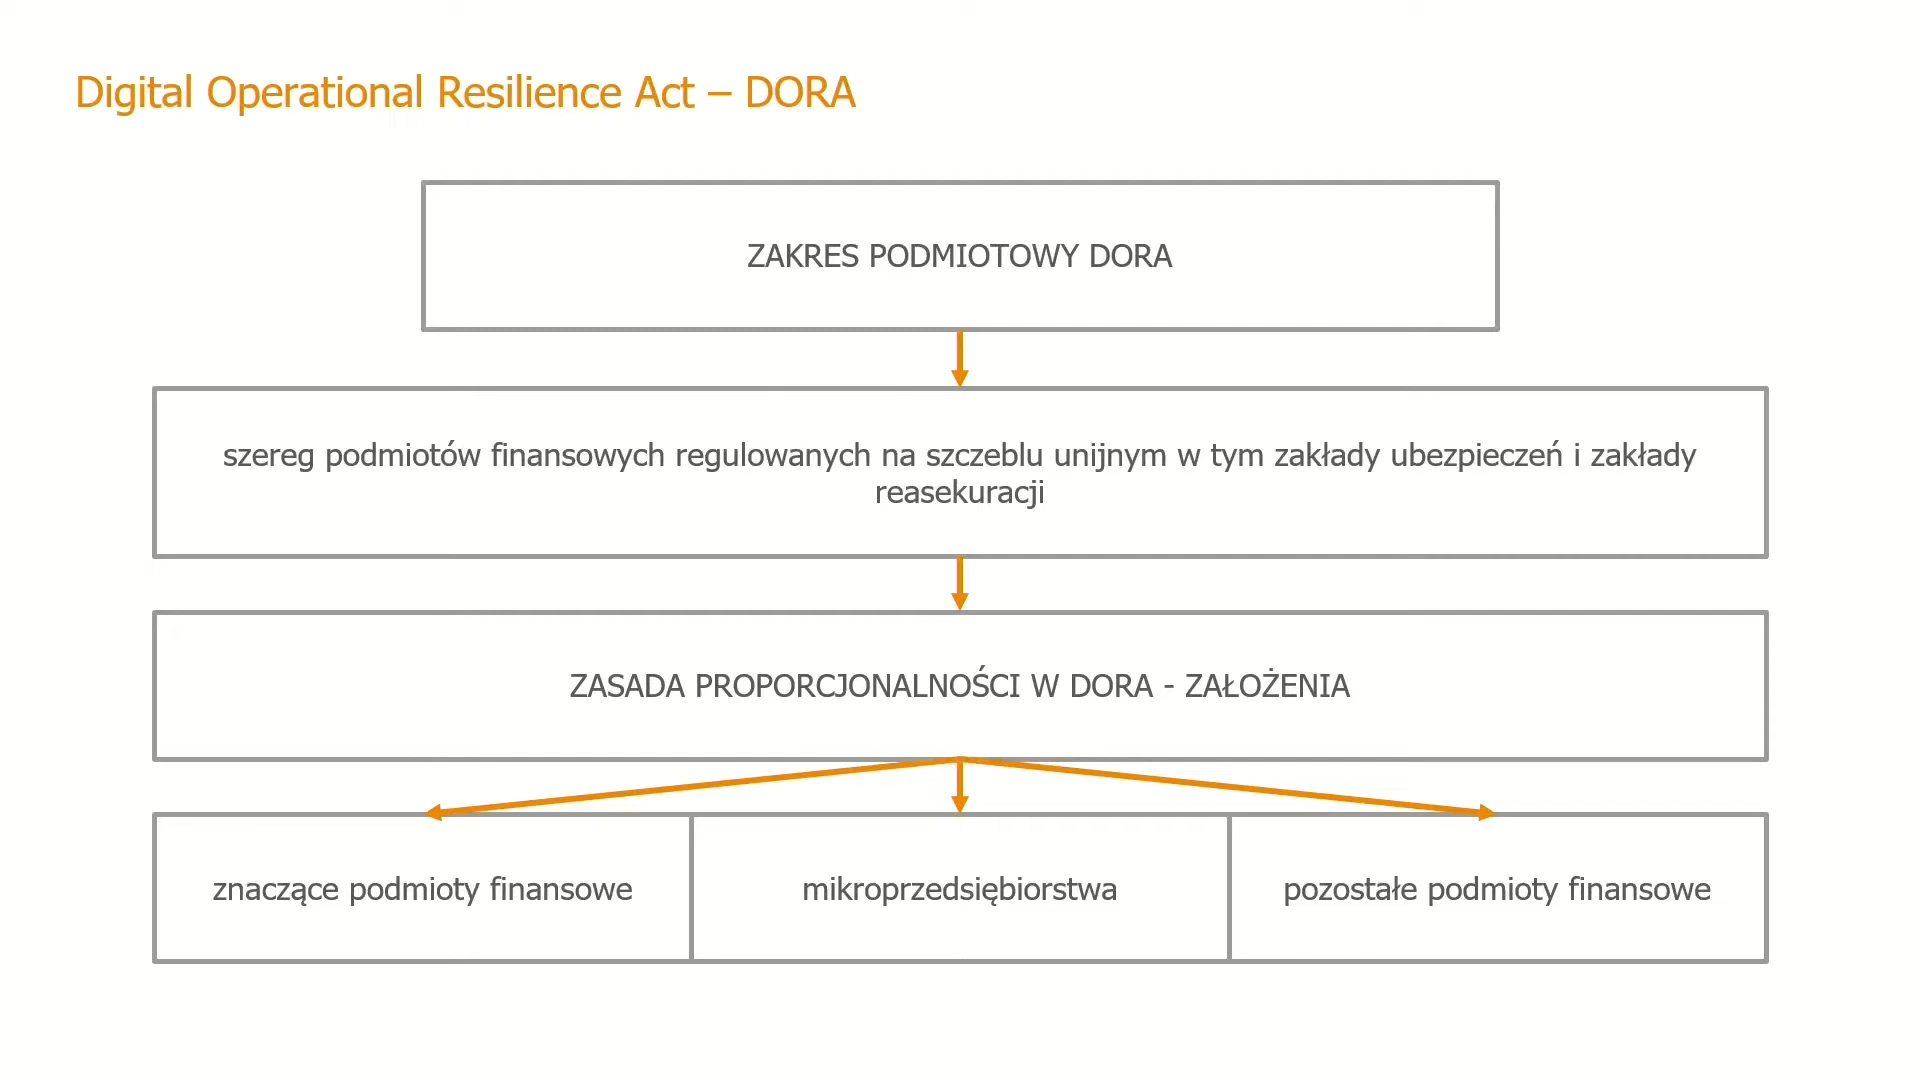 Digital Operational Resilience Act – DORA
ZAKRES PODMIOTOWY DORA
szereg podmiotów finansowych regulowanych na szczeblu unijnym w tym zakłady ubezpieczeń i zakłady
reasekuracji
ZASADA PROPORCJONALNOŚCI W DORA - ZAŁOŻENIA
znaczące podmioty finansowe
mikroprzedsiębiorstwa
pozostałe podmioty finansowe